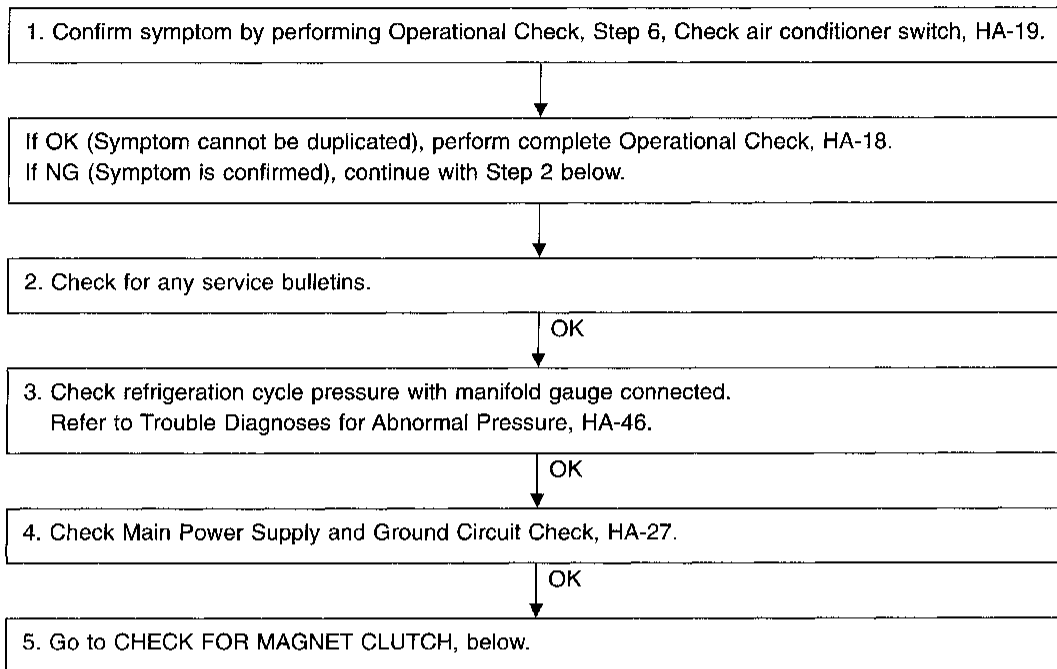 1. Confirm symptom by performing Operational Check, Step 6, Check air conditioner switch, HA-19.
If OK (Symptom cannot be duplicated), perform complete Operational Check, HA-18.
If NG (Symptom is confirmed), continue with Step 2 below.
2. Check for any service bulletins.
OK
3. Check refrigeration cycle pressure with manifold gauge connected.
Refer to Trouble Diagnoses for Abnormal Pressure, HA-46.
OK
4. Check Main Power Supply and Ground Circuit Check, HA-27.
OK
5. Go to CHECK FOR MAGNET CLUTCH, below.